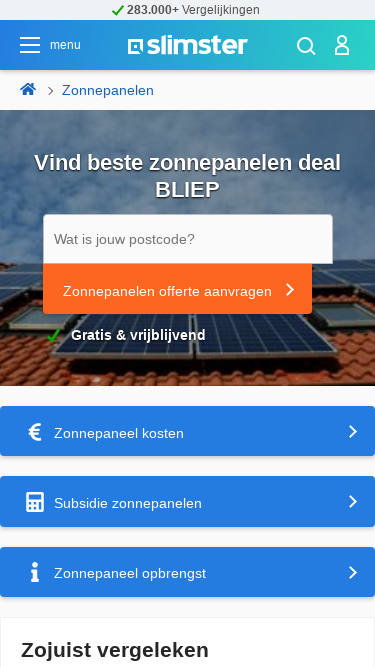 283.000+ Vergelijkingen
menu
slimster
Zonnepanelen
Vind beste zonnepanelen deal
BLIEP
Wat is jouw postcode?
Zonnepanelen offerte aanvragen
Gratis & vrijblijvend
Zonnepaneel kosten
Subsidie zonnepanelen
Zonnepaneel opbrengst
Zojuist vergeleken